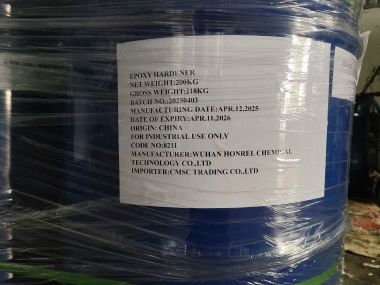 EPOXY HARDENER
NET WEIGHT:200KG
GROSS WEIGHT:218KG
BATCH NO.:20250403
MANUFACTURING DATE:APR.12,2025
DATE OF EXPIRY:APR.11,2026
ORIGIN: CHINA
FOR INDUSTRIAL USE ONLY
CODE NO:8211
MANUFACTURER:WUHAN HONREL CHEMICAL
TECHNOLOGY CO.,LTD
IMPORTER:CMSC TRADING CO.,LTD